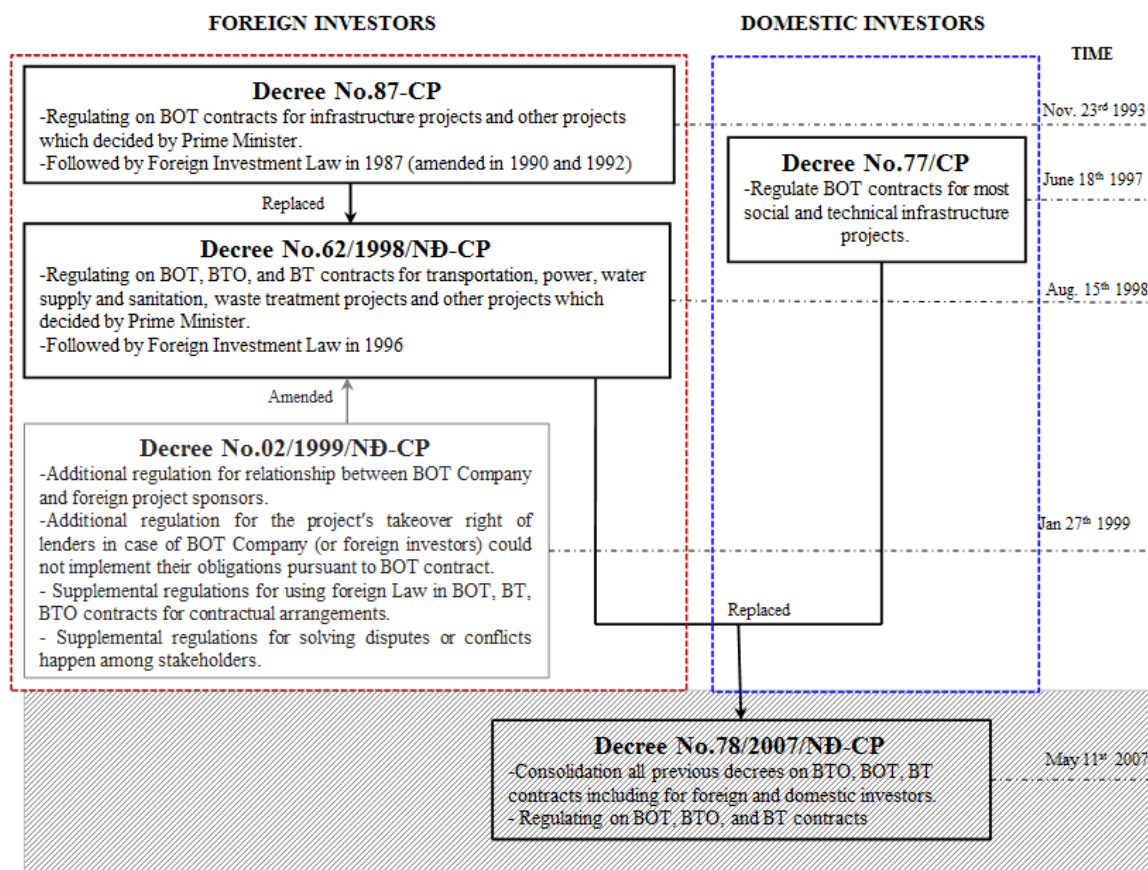 FOREIGN INVESTORS
DOMESTIC INVESTORS
TIME
Decree No.87-CP
-Regulating on BOT contracts for infrastructure projects and other projects
which decided by Prime Minister.
-Followed by Foreign Investment Law in 1987 (amended in 1990 and 1992)
Nov. 23rd 1993
Decree No.77/CP
-Regulate BOT contracts for most
social and technical infrastructure
projects.
June 18th 1997
Replaced
Decree No.62/1998/NĐ-CP
-Regulating on BOT, BTO, and BT contracts for transportation, power, water
supply and sanitation, waste treatment projects and other projects which
decided by Prime Minister.
-Followed by Foreign Investment Law in 1996
Aug. 15th 1998
Amended
Decree No.02/1999/NĐ-CP
-Additional regulation for relationship between BOT Company
and foreign project sponsors.
-Additional regulation for the project's takeover right of
lenders in case of BOT Company (or foreign investors) could
not implement their obligations pursuant to BOT contract.
- Supplemental regulations for using foreign Law in BOT, BT,
BTO contracts for contractual arrangements.
- Supplemental regulations for solving disputes or conflicts
happen among stakeholders.
Jan 27th 1999
Replaced
Decree No.78/2007/NĐ-CP
-Consolidation all previous decrees on BTO, BOT, BT
contracts including for foreign and domestic investors.
- Regulating on BOT, BTO, and BT contracts
May 11st 2007